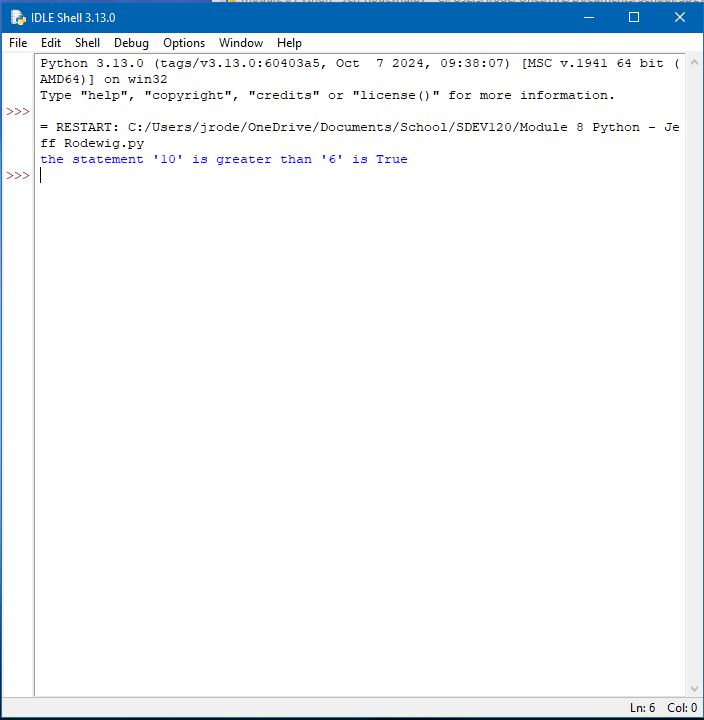 IDLE Shell 3.13.0
File Edit Shell Debug Options Window Help
Python 3.13.0 (tags/v3.13.0:60403a5, Oct  7 2024, 09:38:07) [MSC v.1941 64 bit (
AMD64)] on win32
Type "help", "copyright", "credits" or "license()" for more information.
>>>
= RESTART: C:/Users/jrode/OneDrive/Documents/School/SDEV120/Module 8 Python - Je
ff Rodewig.py
the statement '10' is greater than '6' is True
>>>
Ln: 6 Col: 0